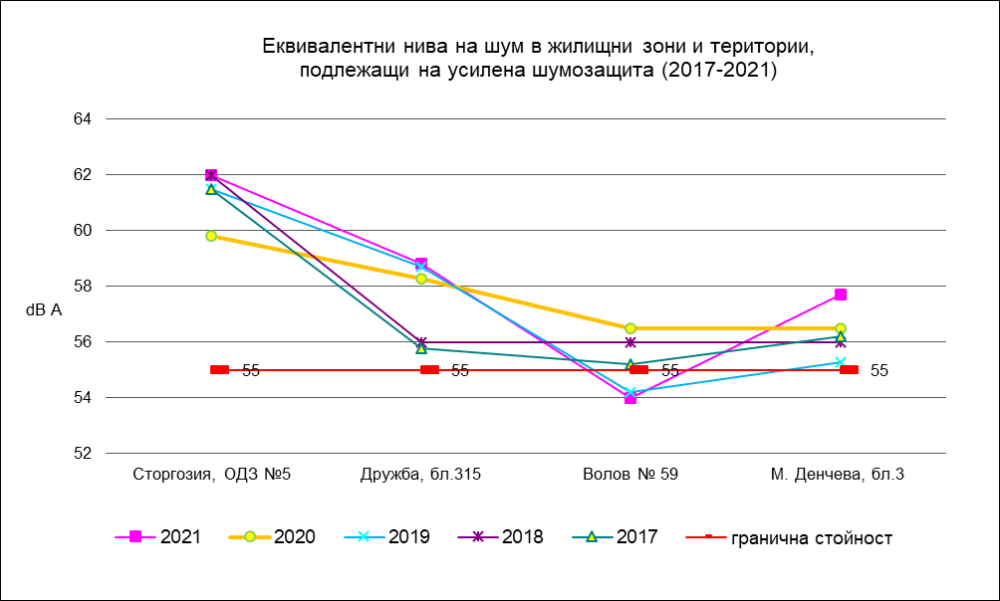 Еквивалентни нива на шум в жилищни зони и територии,
подлежащи на усилена шумозащита (2017-2021)
64
62
60
58
dB A
56
55 55 55 55
54
52
Сторгозия, ОДЗ №5 Дружба, бл.315 Волов № 59 М. Денчева, бл.3
2021 2020 2019 2018 2017 гранична стойност